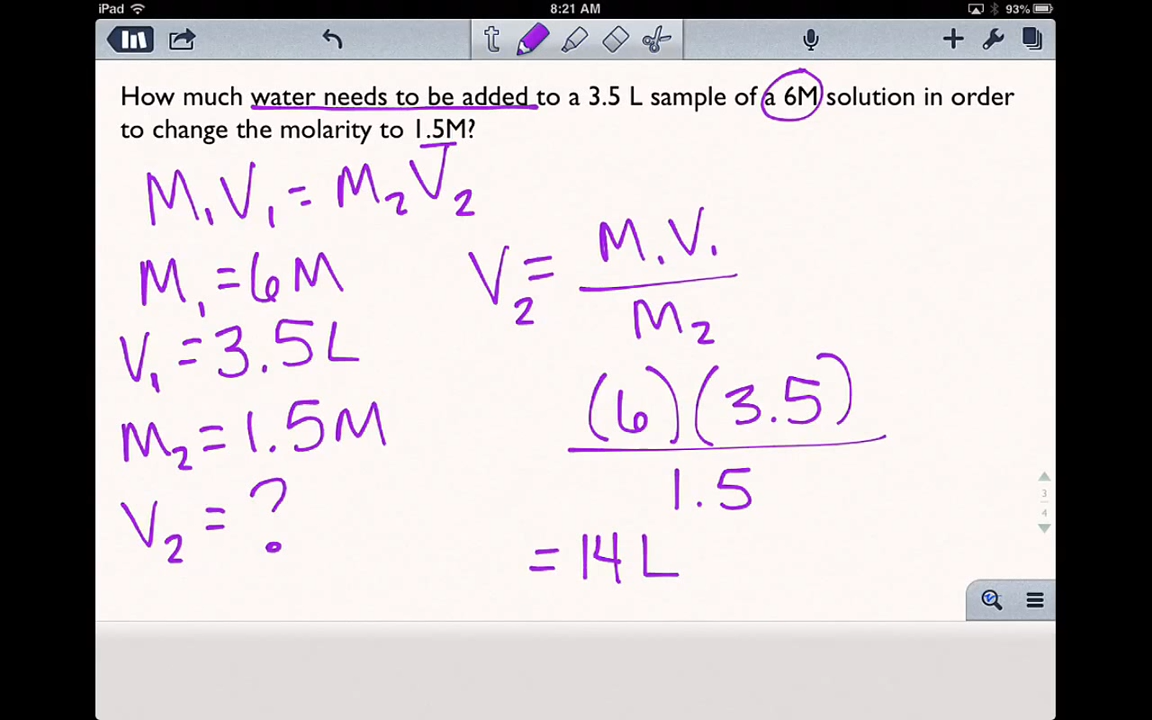 iPad
8:21 AM
93%
t
How much water needs to be added to a 3.5 L sample of a 6M solution in order
to change the molarity to 1.5M?
M₁V₁ = M₂V₂
M₁ = 6M
V₁ = 3.5L
M₂ = 1.5M
V₂ = ?
V₂ = M₁V₁
M₂
(6)(3.5)
1.5
= 14 L
3
4